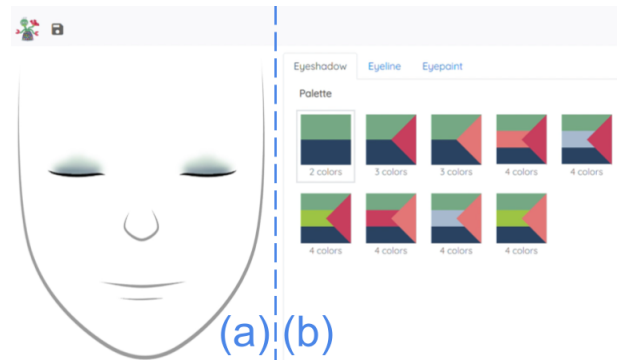 Eyeshadow Eyeline Eyepaint
Palette
2 colors 3 colors 3 colors 4 colors 4 colors
4 colors 4 colors 4 colors 4 colors
(a) (b)